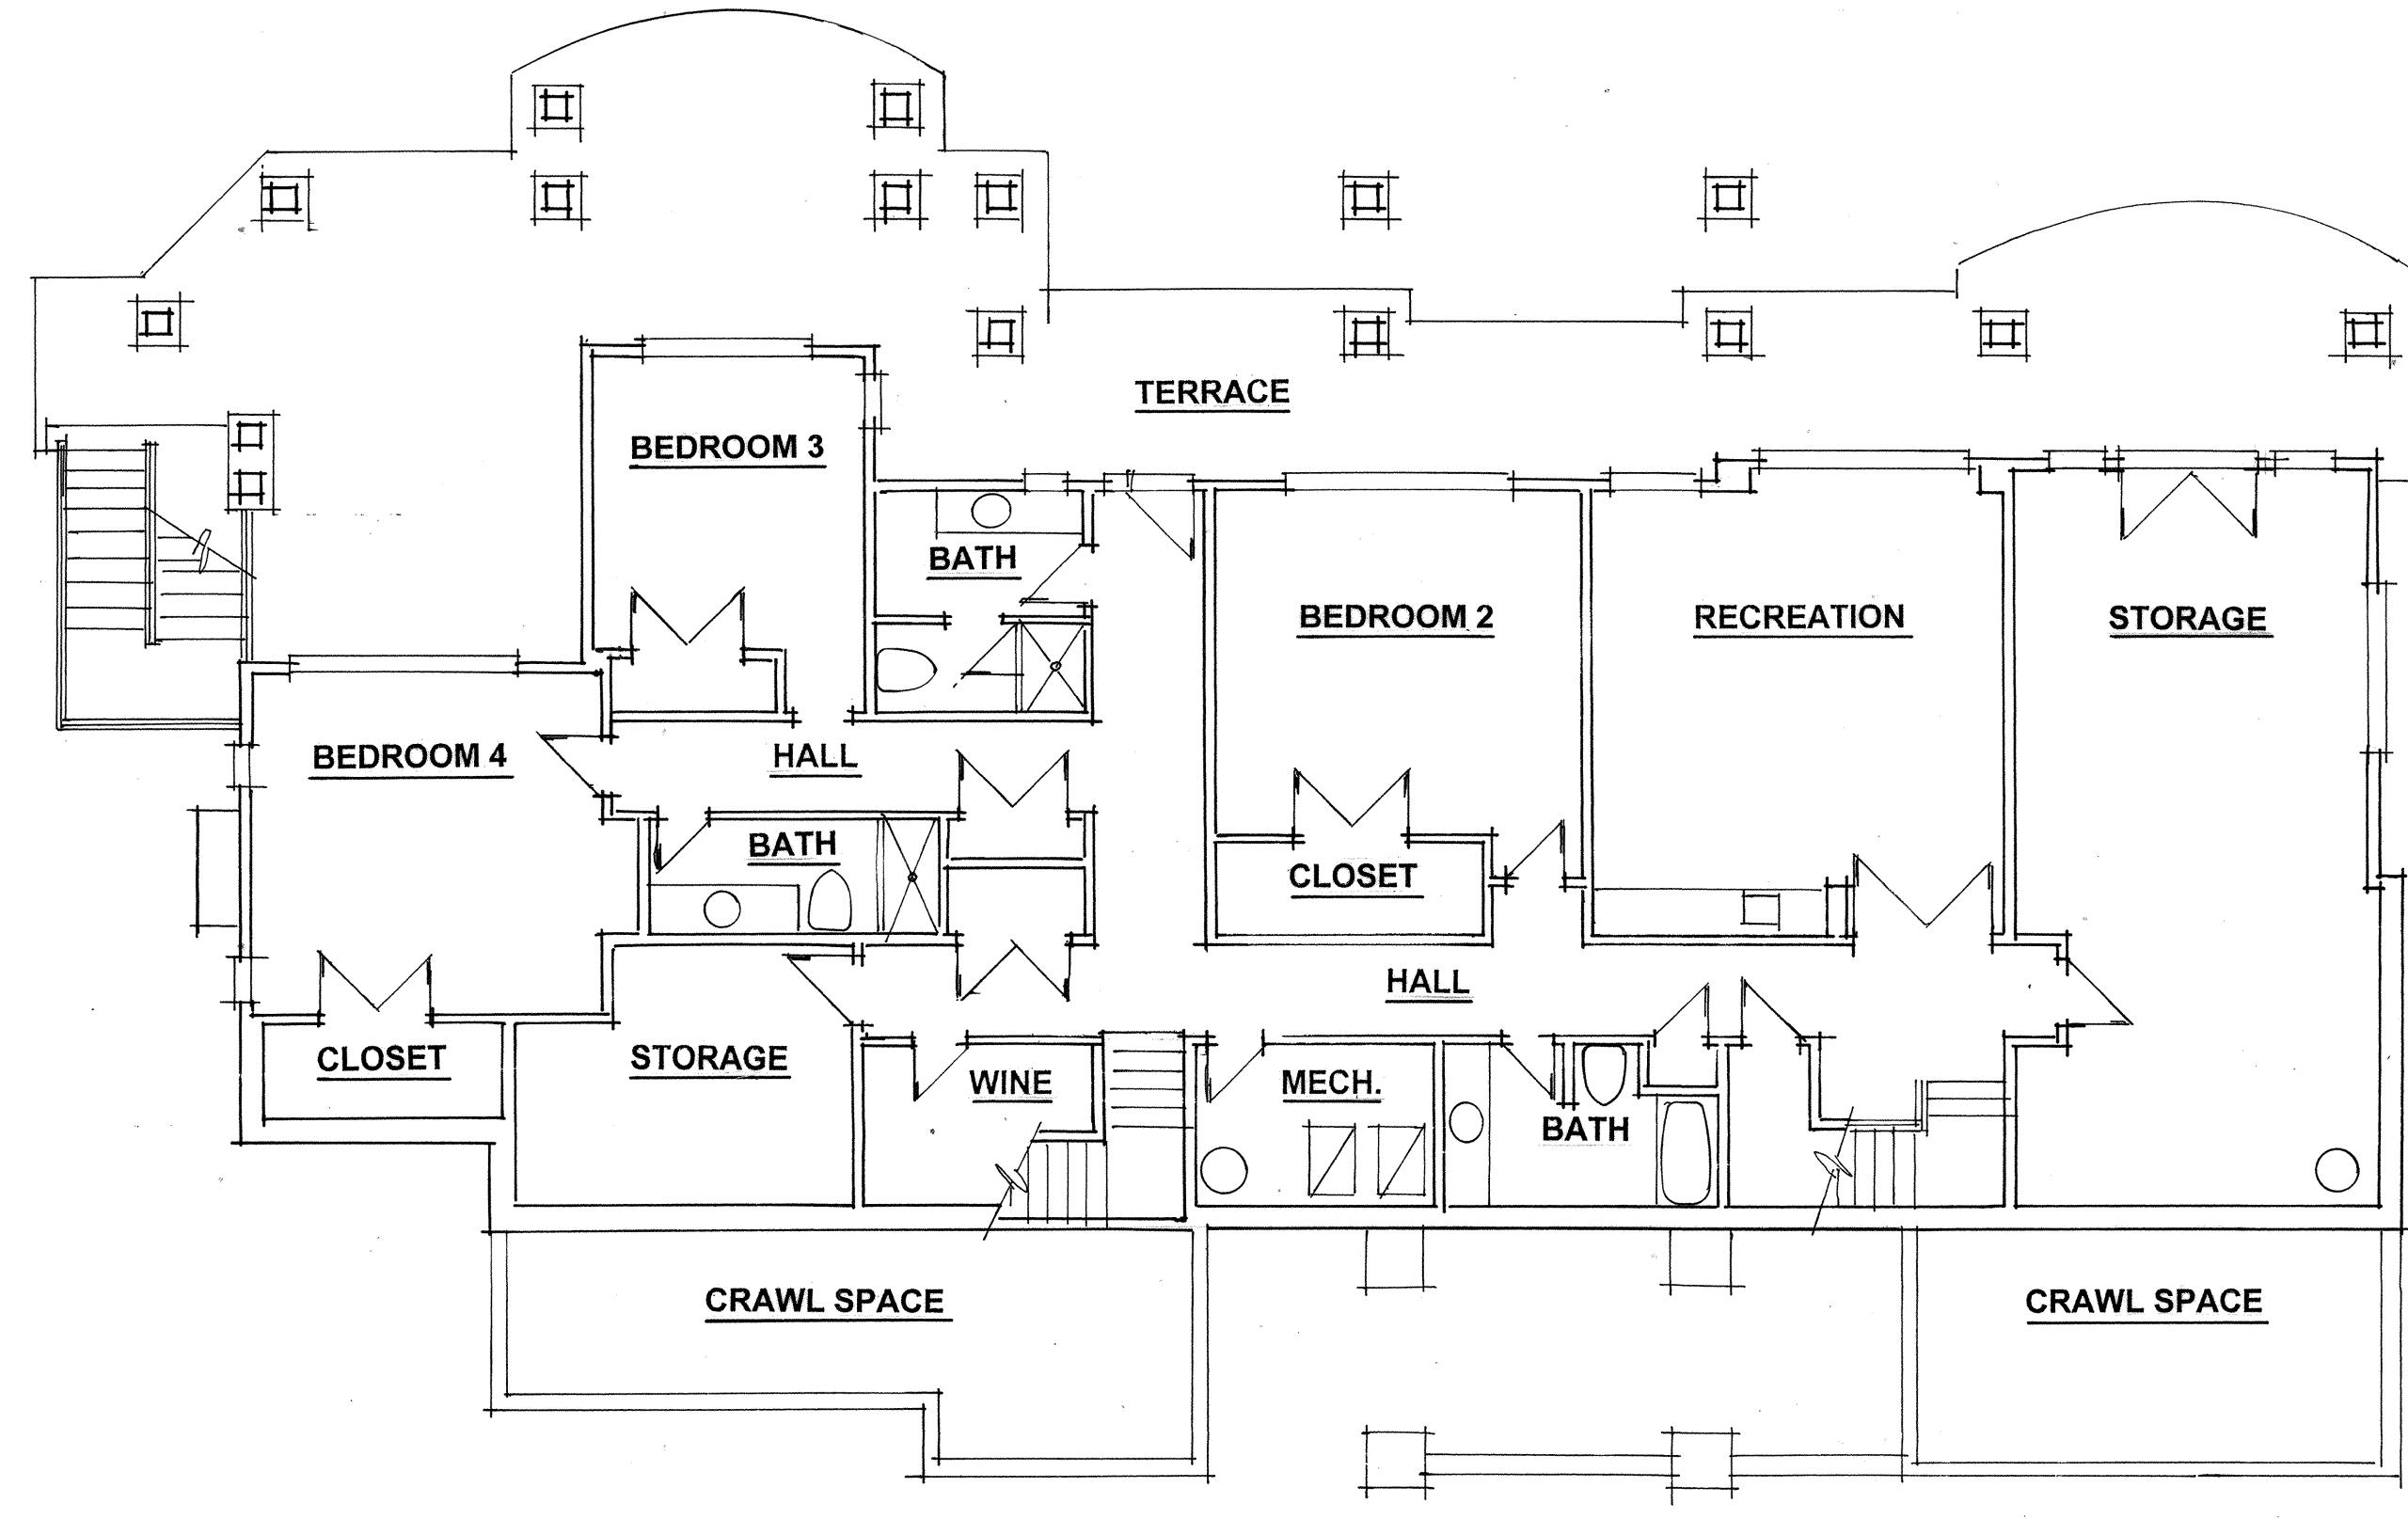 TERRACE
BEDROOM 3
BATH
BEDROOM 2
RECREATION
STORAGE
BEDROOM 4
HALL
BATH
CLOSET
HALL
CLOSET
STORAGE
WINE
MECH.
BATH
CRAWL SPACE
CRAWL SPACE